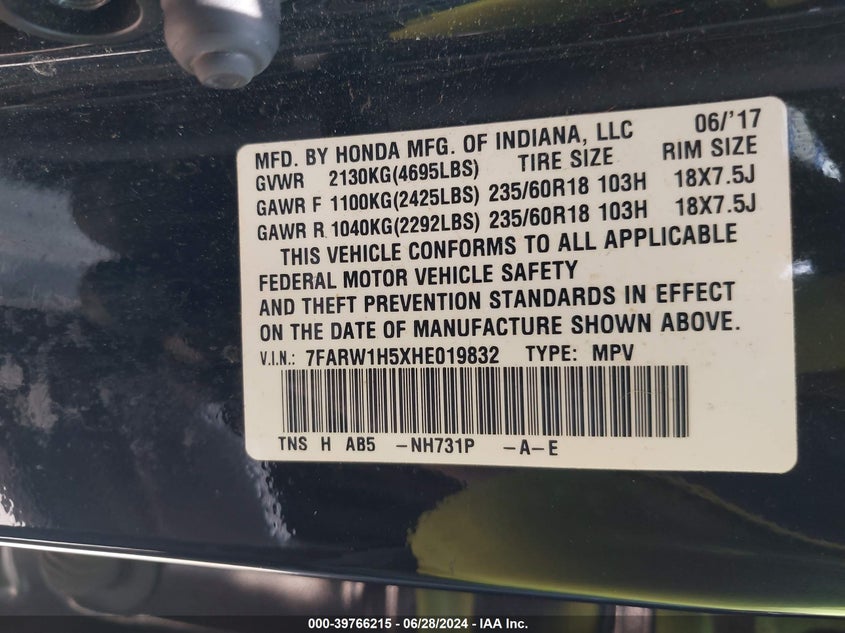 06/'17
MFD. BY HONDA MFG. OF INDIANA, LLC
GVWR 2130KG(4695LBS) TIRE SIZE RIM SIZE
GAWR F 1100KG(2425LBS) 235/60R18 103H 18X7.5J
GAWR R 1040KG(2292LBS) 235/60R18 103H 18X7.5J
THIS VEHICLE CONFORMS TO ALL APPLICABLE
FEDERAL MOTOR VEHICLE SAFETY
AND THEFT PREVENTION STANDARDS IN EFFECT
ON THE DATE OF MANUFACTURE SHOWN ABOVE.
V.I.N.: 7FARW1H5XHE019832 TYPE: MPV
TNS H AB5 -NH731P -A-E
000-39766215 / 06/28/2024 - IAA Inc.